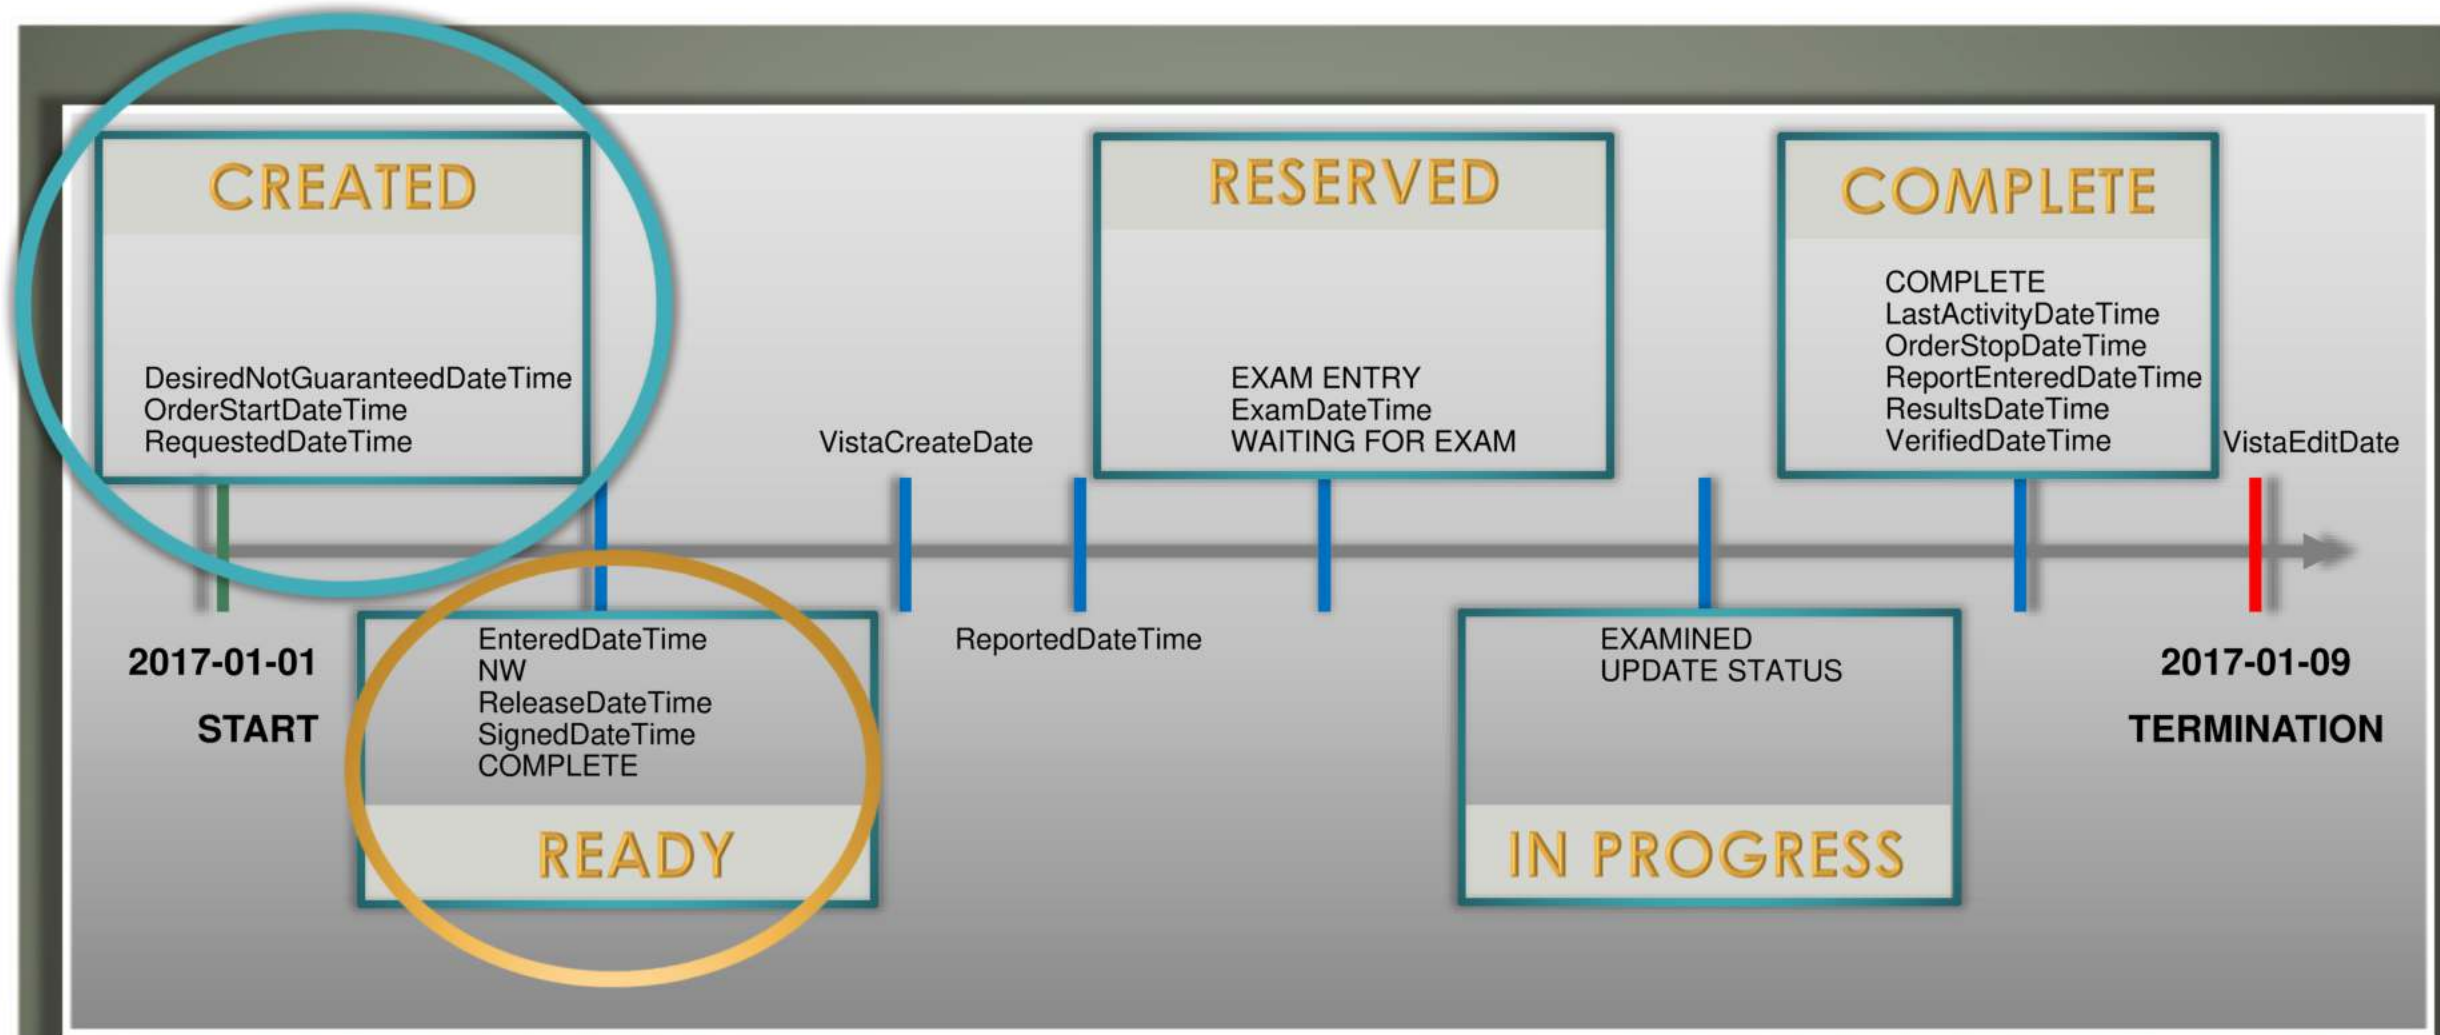 CREATED
DesiredNotGuaranteedDateTime
OrderStartDateTime
RequestedDateTime
RESERVED
EXAM ENTRY
ExamDateTime
WAITING FOR EXAM
COMPLETE
COMPLETE
LastActivityDateTime
OrderStopDateTime
ReportEnteredDateTime
ResultsDateTime
VerifiedDateTime
VistaCreateDate
VistaEditDate
2017-01-01
START
EnteredDateTime
NW
ReleaseDateTime
SignedDateTime
COMPLETE
READY
ReportedDateTime
EXAMINED
UPDATE STATUS
IN PROGRESS
2017-01-09
TERMINATION